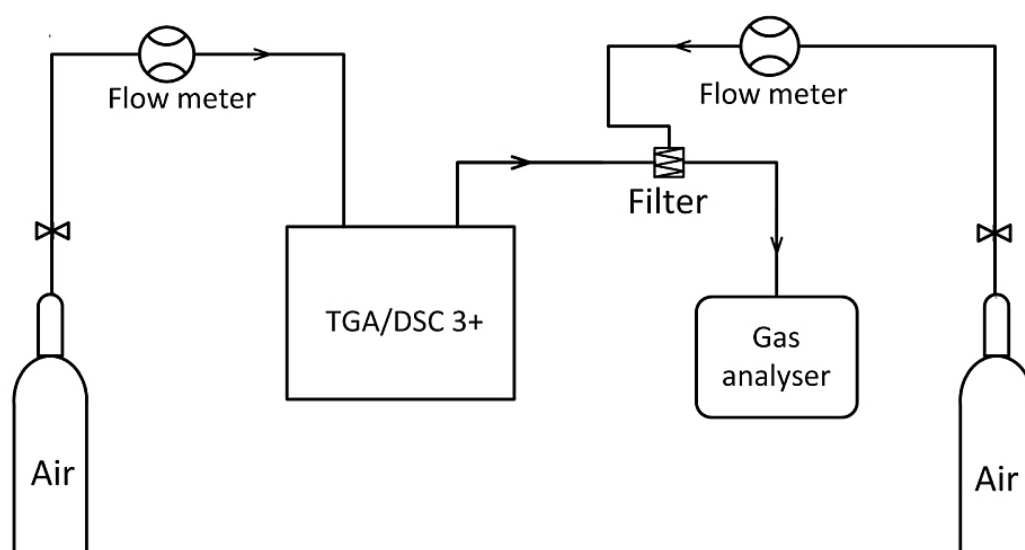 Flow meter
Flow meter
Filter
TGA/DSC 3+
Gas
analyser
Air
Air